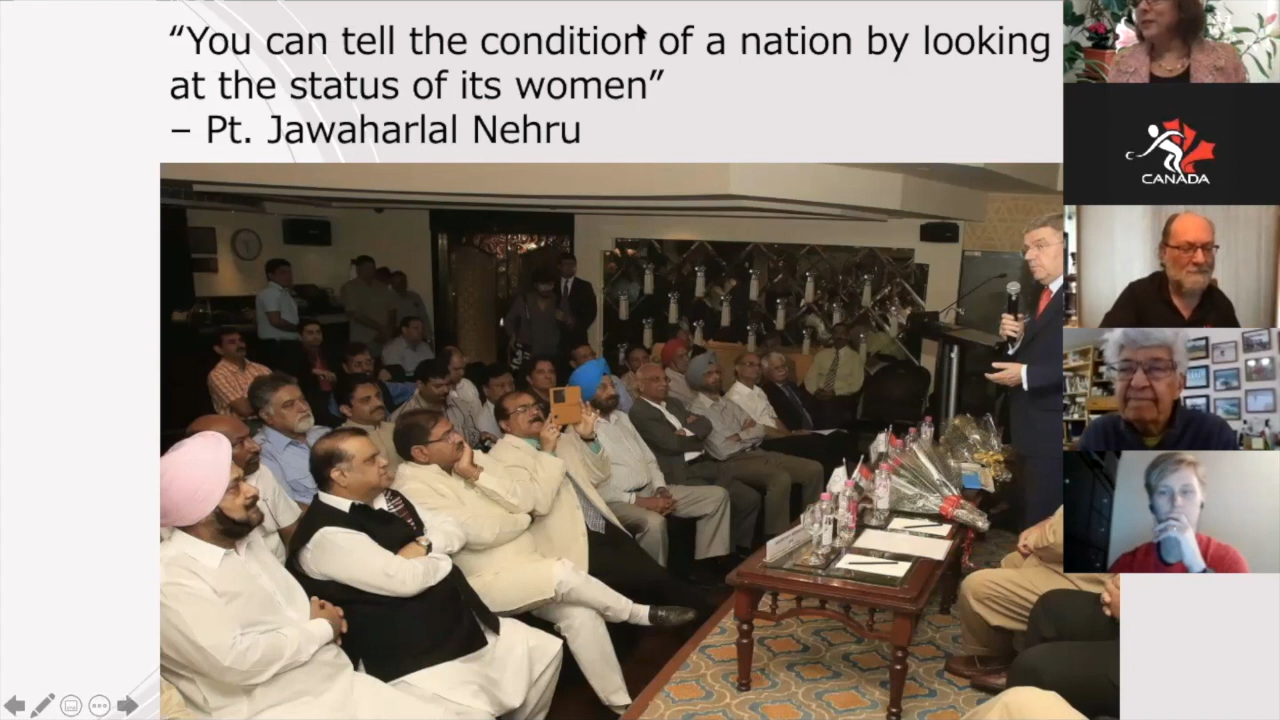 “You can tell the condition of a nation by looking
at the status of its women”
– Pt. Jawaharlal Nehru
CANADA